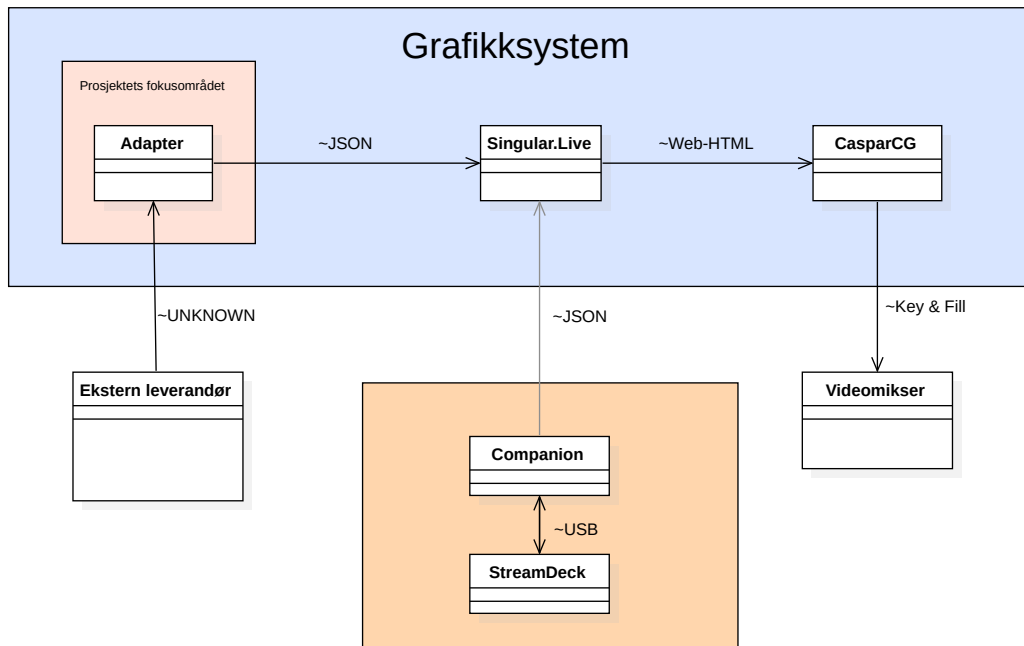 Grafikksystem
Prosjektets fokusområdet
Adapter
~JSON
Singular.Live
~Web-HTML
CasparCG
~UNKNOWN
~JSON
~Key & Fill
Ekstern leverandør
Videomikser
Companion
~USB
StreamDeck